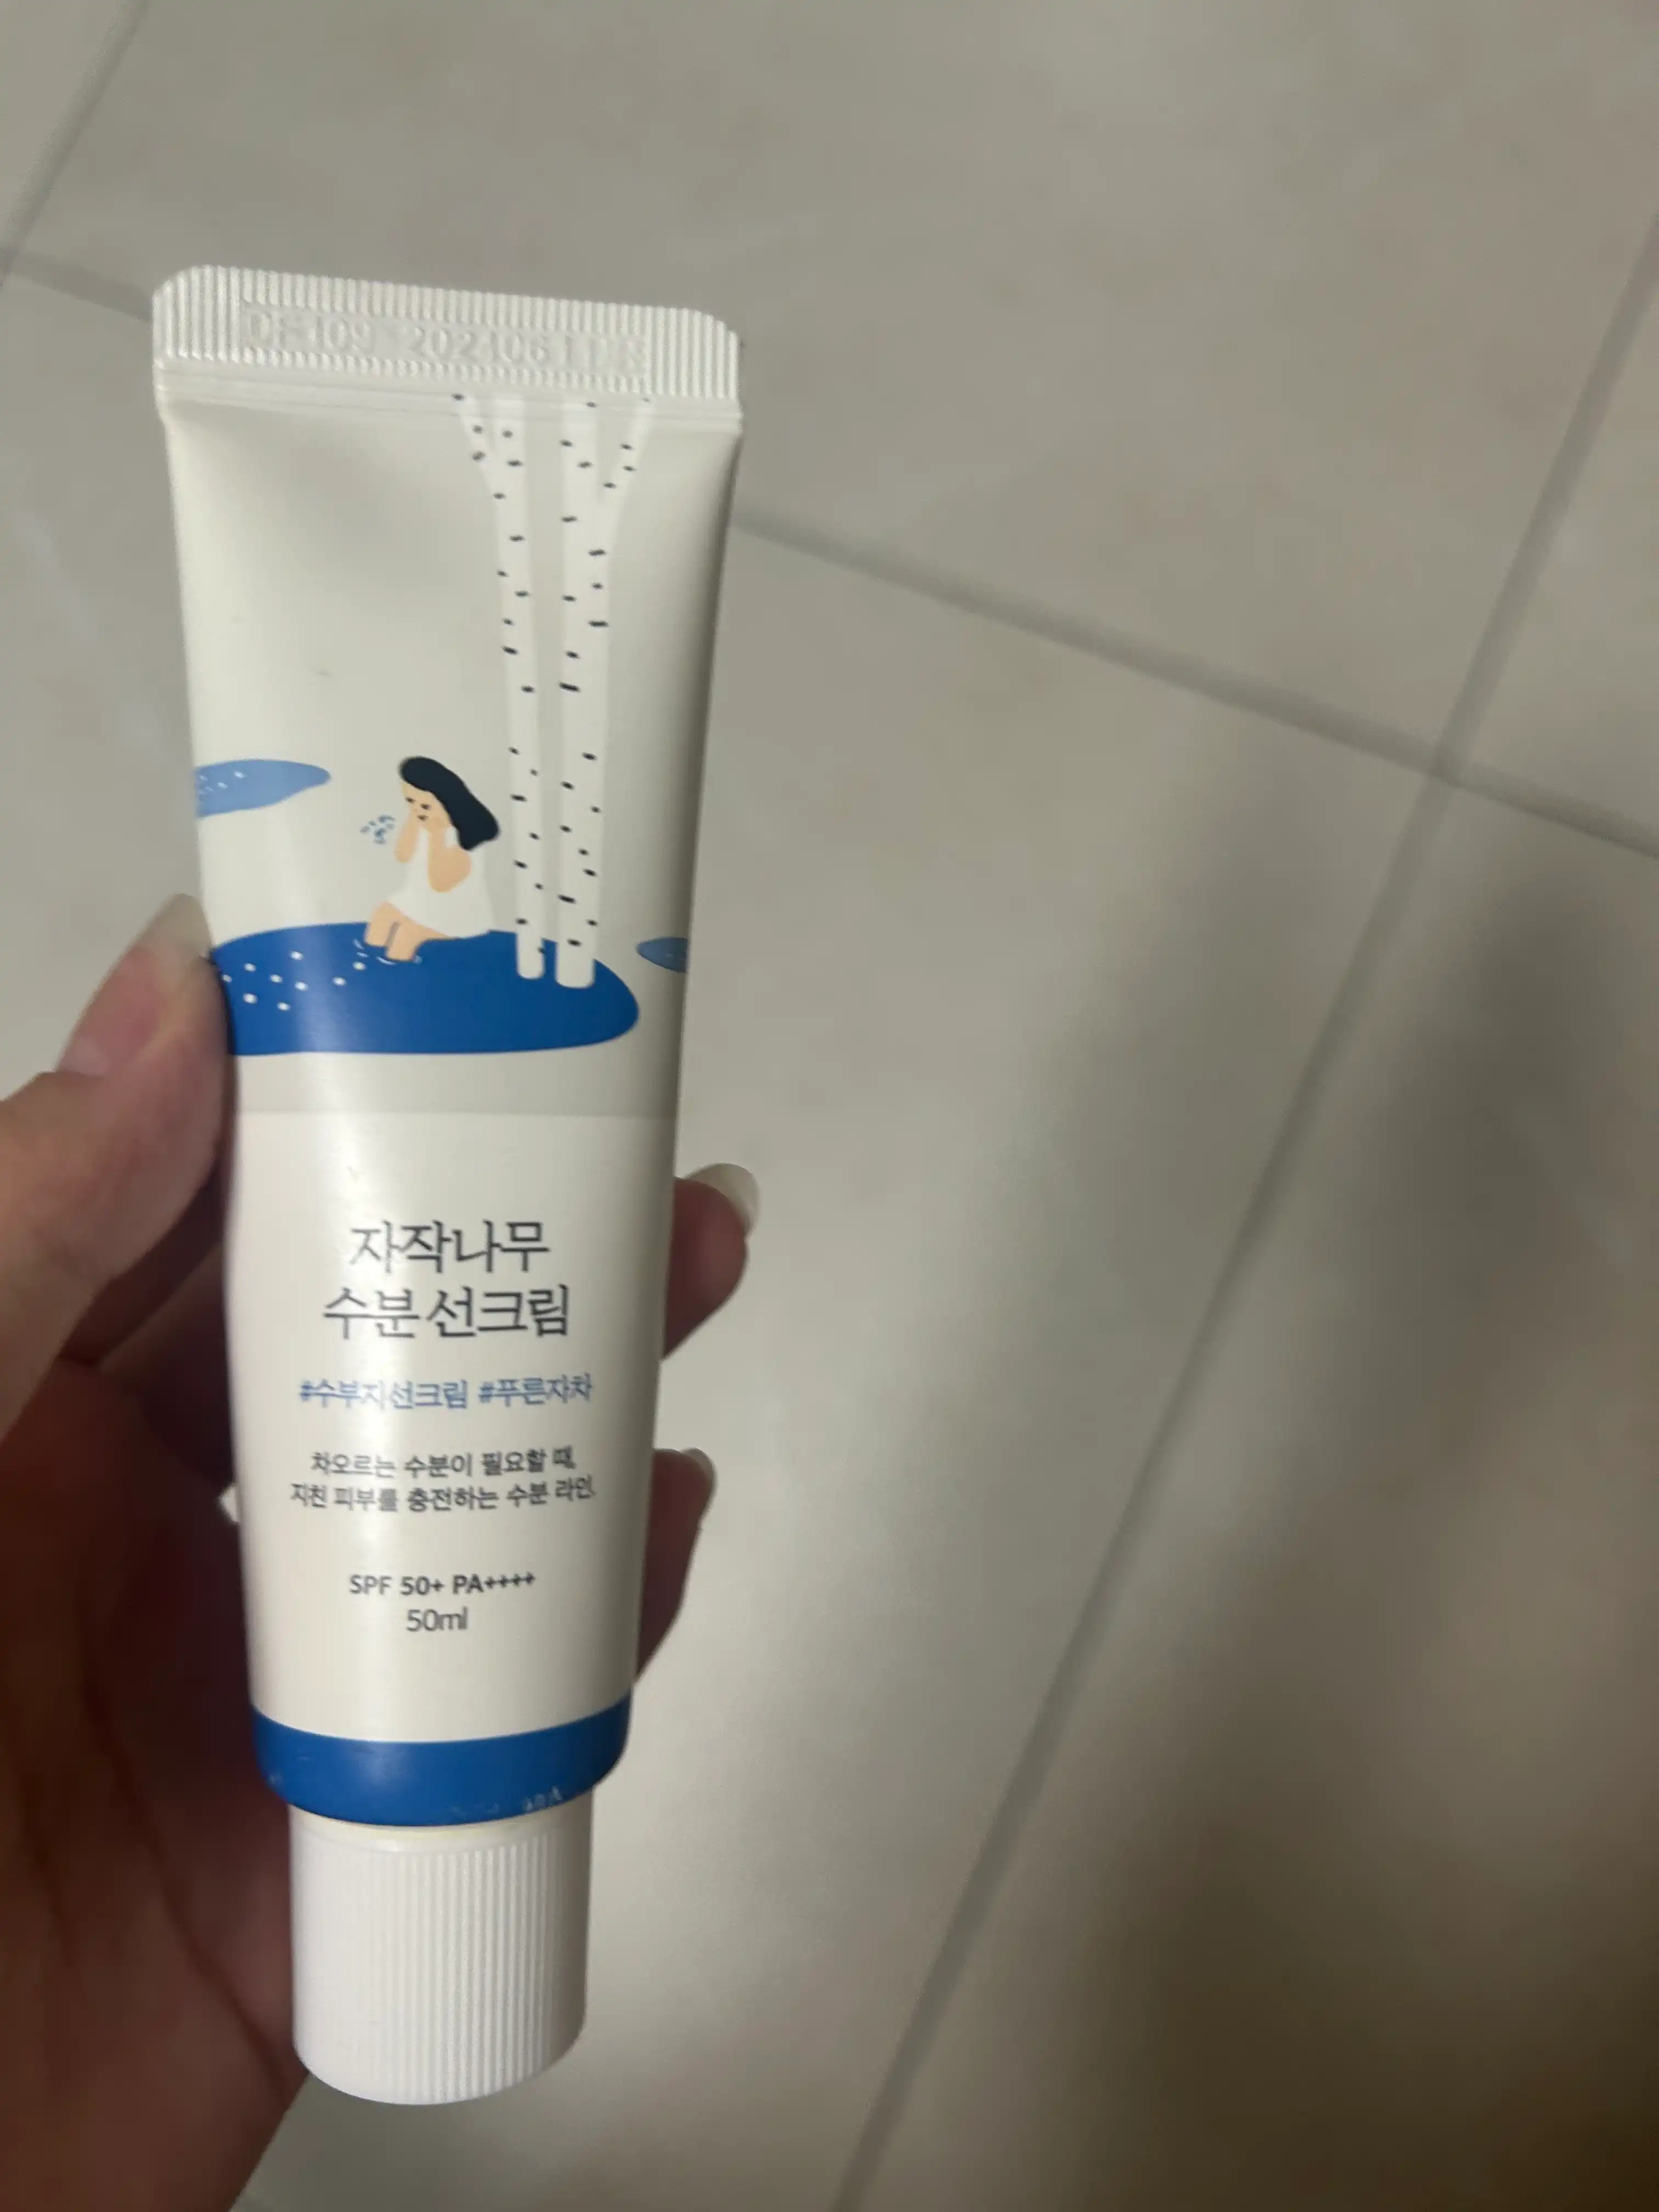 자작나무
수분 선크림
#수부지선크림 #푸른자차
차오르는 수분이 필요할 때,
지친 피부를 충전하는 수분 라인.
SPF 50+ PA++++
50ml